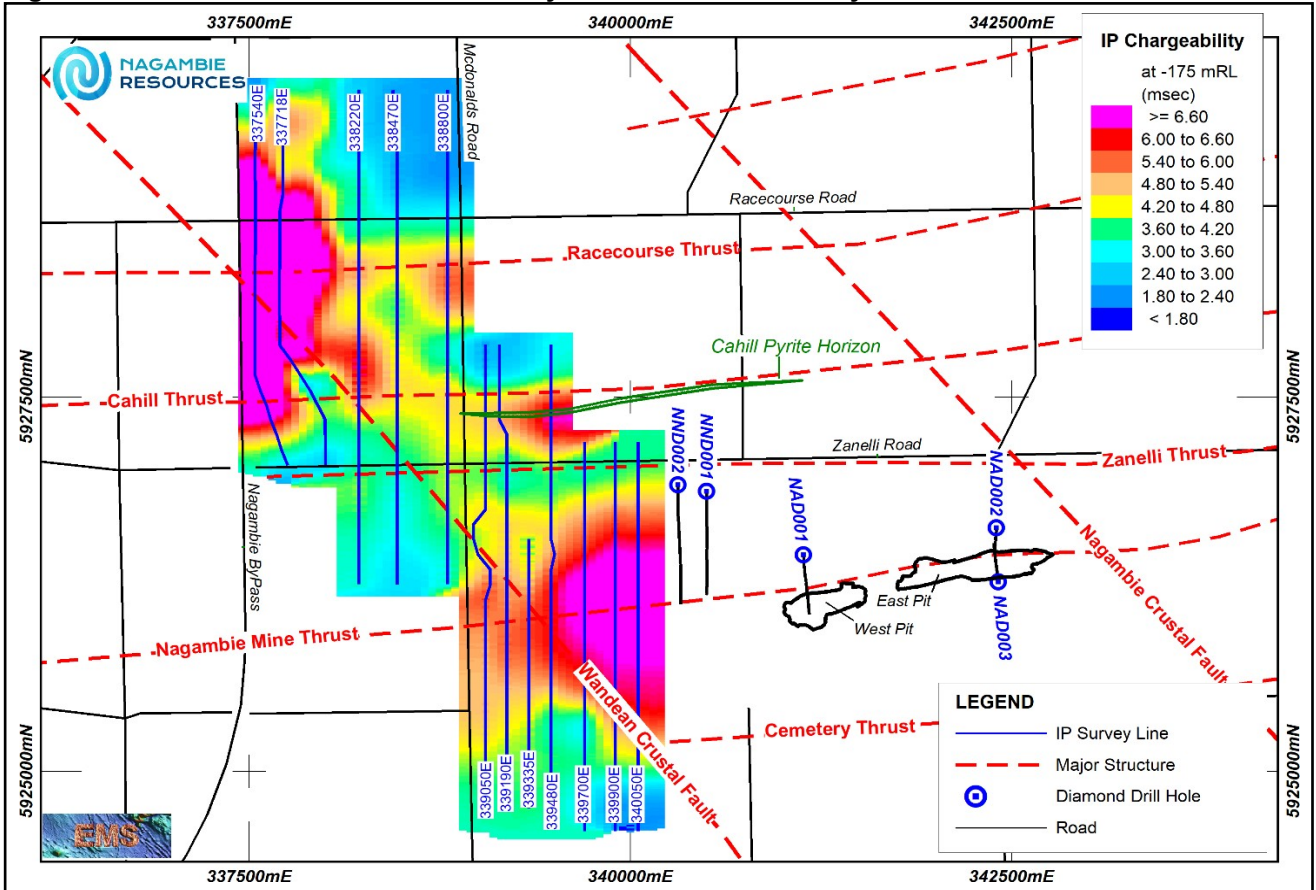 337500mE
340000mE
342500mE
NAGAMBIE
RESOURCES
Mcdonalds Road
IP Chargeability
at -175 mRL
(msec)
>= 6.60
6.00 to 6.60
5.40 to 6.00
4.80 to 5.40
4.20 to 4.80
3.60 to 4.20
3.00 to 3.60
2.40 to 3.00
1.80 to 2.40
< 1.80
337540E
337718E
338220E
338470E
338800E
Racecourse Road
Racecourse Thrust
Cahill Pyrite Horizon
Cahill Thrust
5927500mN
5927500mN
NND002
NND001
Zanelli Road
Zanelli Thrust
NAD001
NAD002
NAD003
Nagambie ByPass
East Pit
West Pit
Nagambie Crustal Fault
Nagambie Mine Thrust
Wandean Crustal Fault
Cemetery Thrust
339050E
339190E
339335E
339480E
339700E
339900E
340050E
5925000mN
5925000mN
LEGEND
IP Survey Line
Major Structure
Diamond Drill Hole
Road
EMS
337500mE
340000mE
342500mE